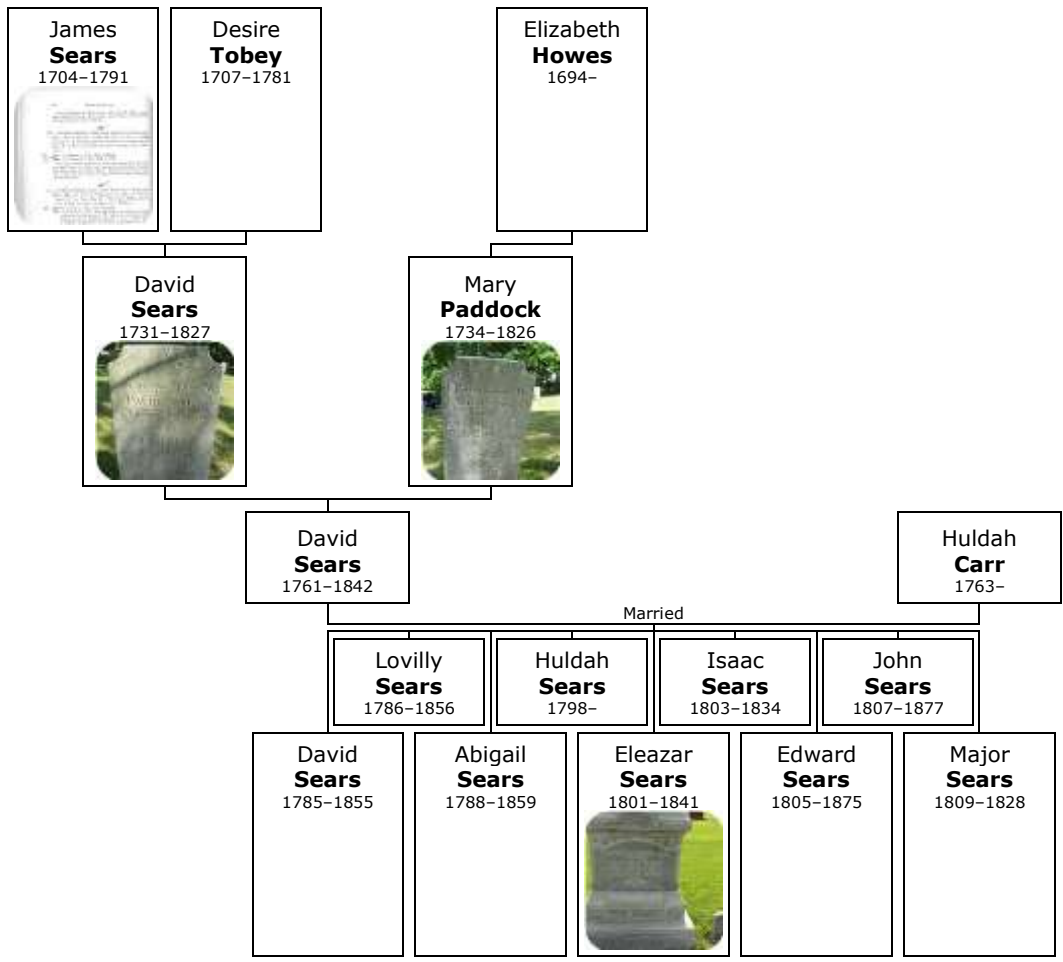 James
Sears
1704–1791
Desire
Tobey
1707–1781
Elizabeth
Howes
1694–
David
Sears
1731–1827
Mary
Paddock
1734–1826
David
Sears
1761–1842
Huldah
Carr
1763–
Married
Lovilly
Sears
1786–1856
Huldah
Sears
1798–
Isaac
Sears
1803–1834
John
Sears
1807–1877
David
Sears
1785–1855
Abigail
Sears
1788–1859
Eleazar
Sears
1801–1841
Edward
Sears
1805–1875
Major
Sears
1809–1828